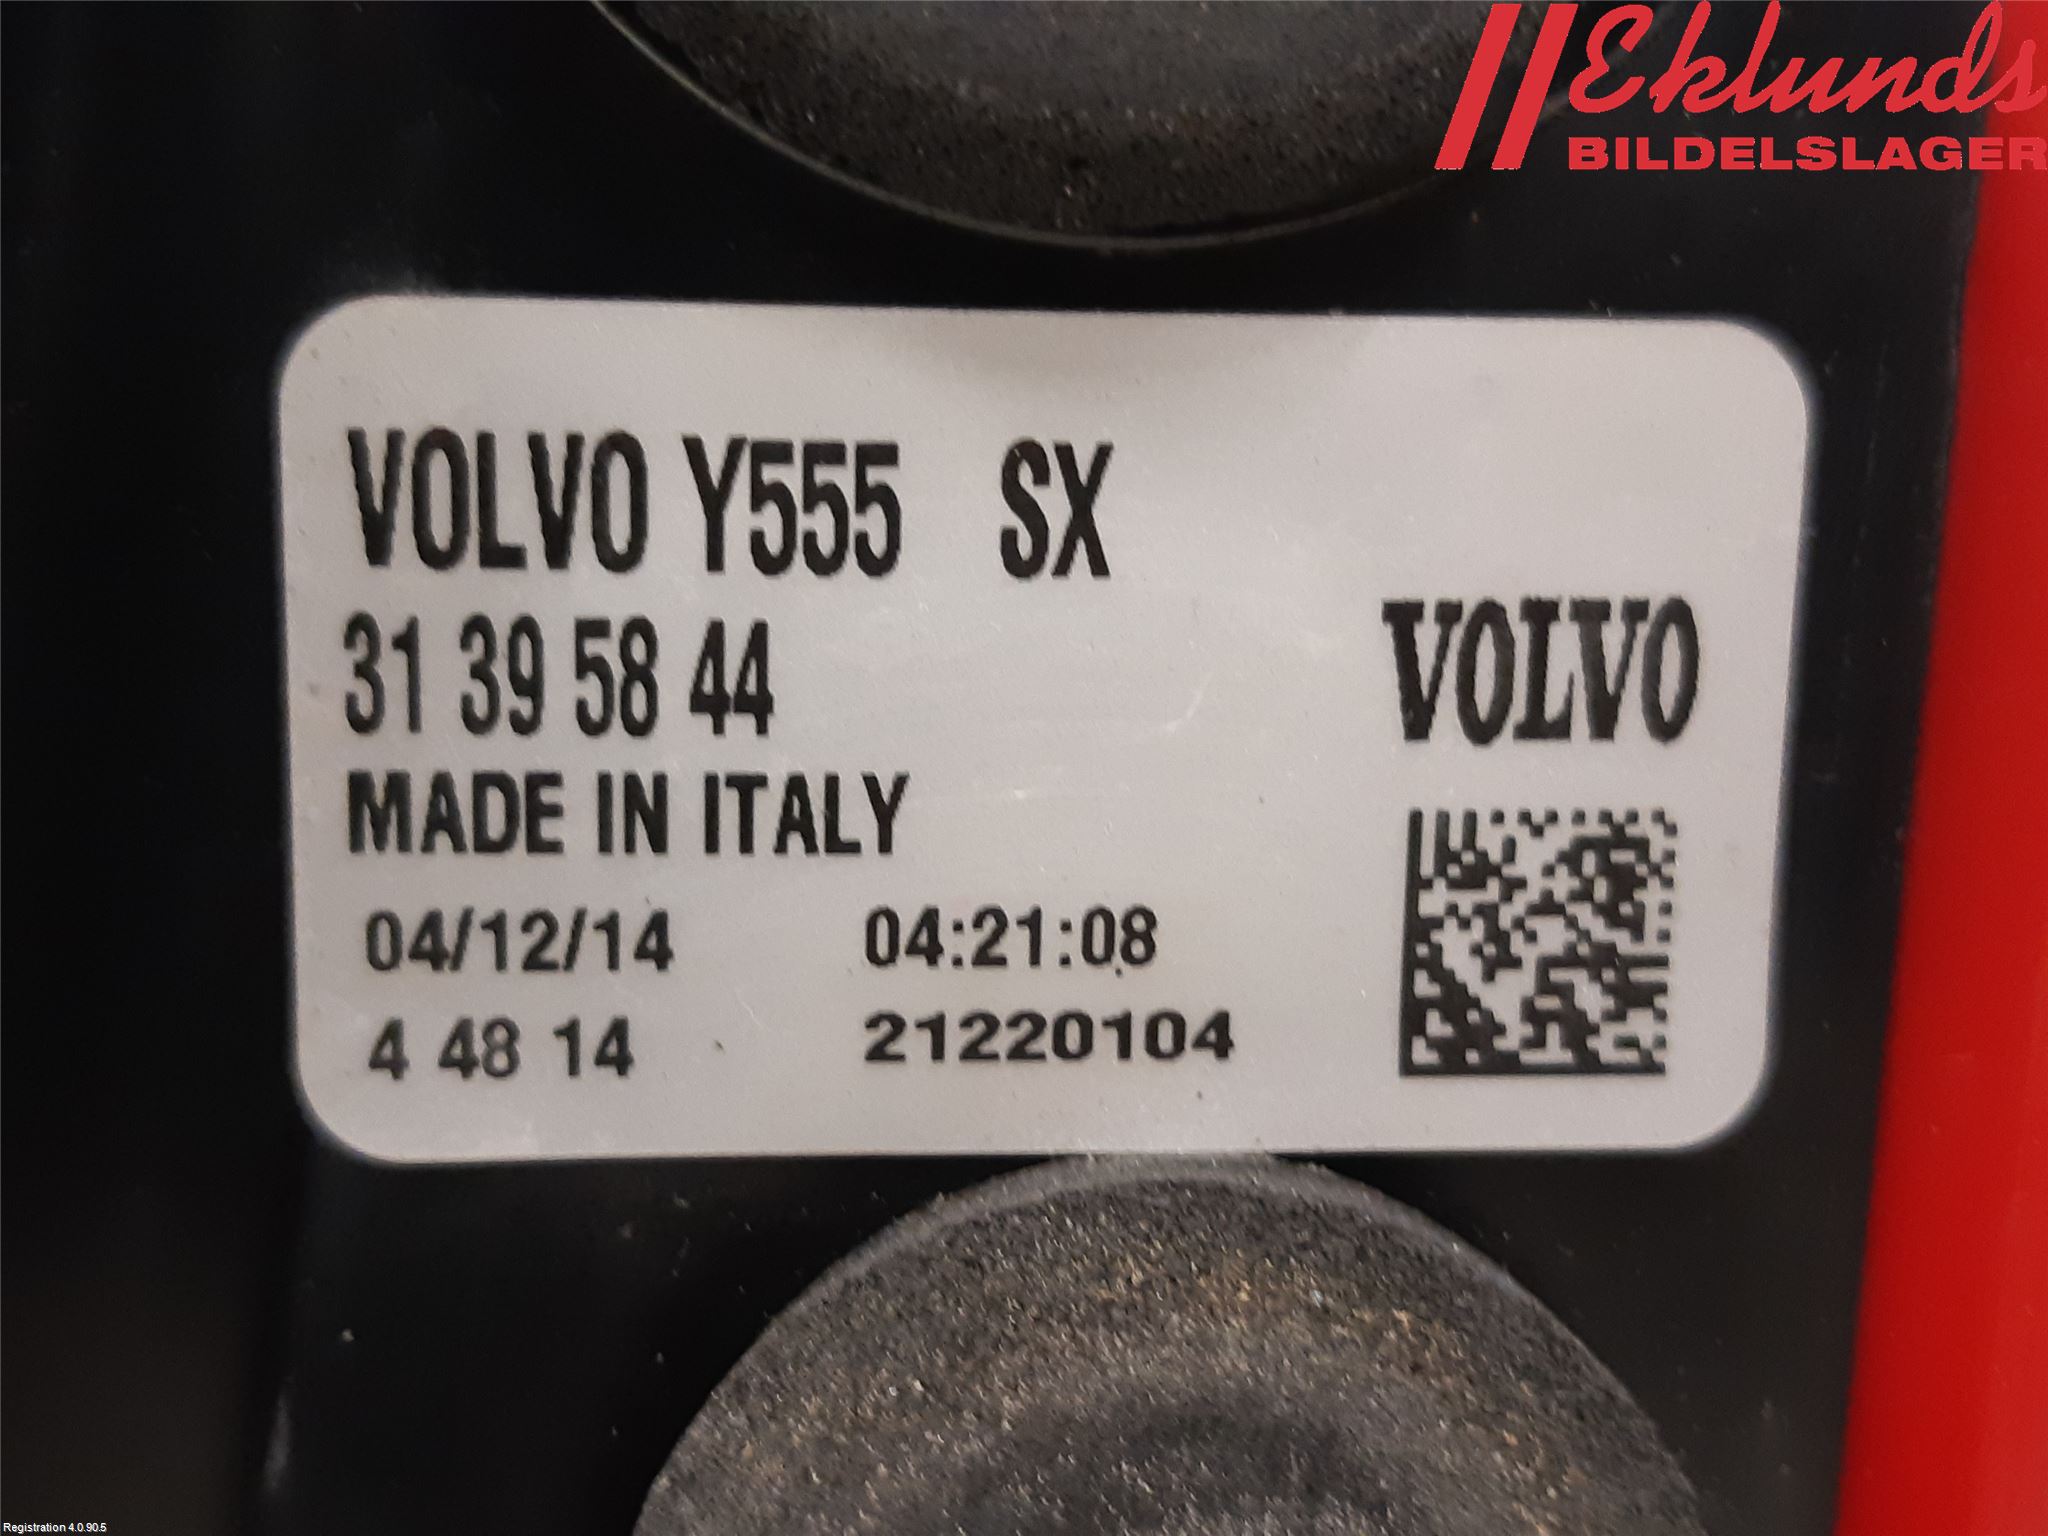 Eklunds
BILDELSLAGER
VOLVO Y555 SX
31 39 58 44
VOLVO
MADE IN ITALY
04/12/14 04:21:08
4 48 14 21220104
Registration 4.0.90.5